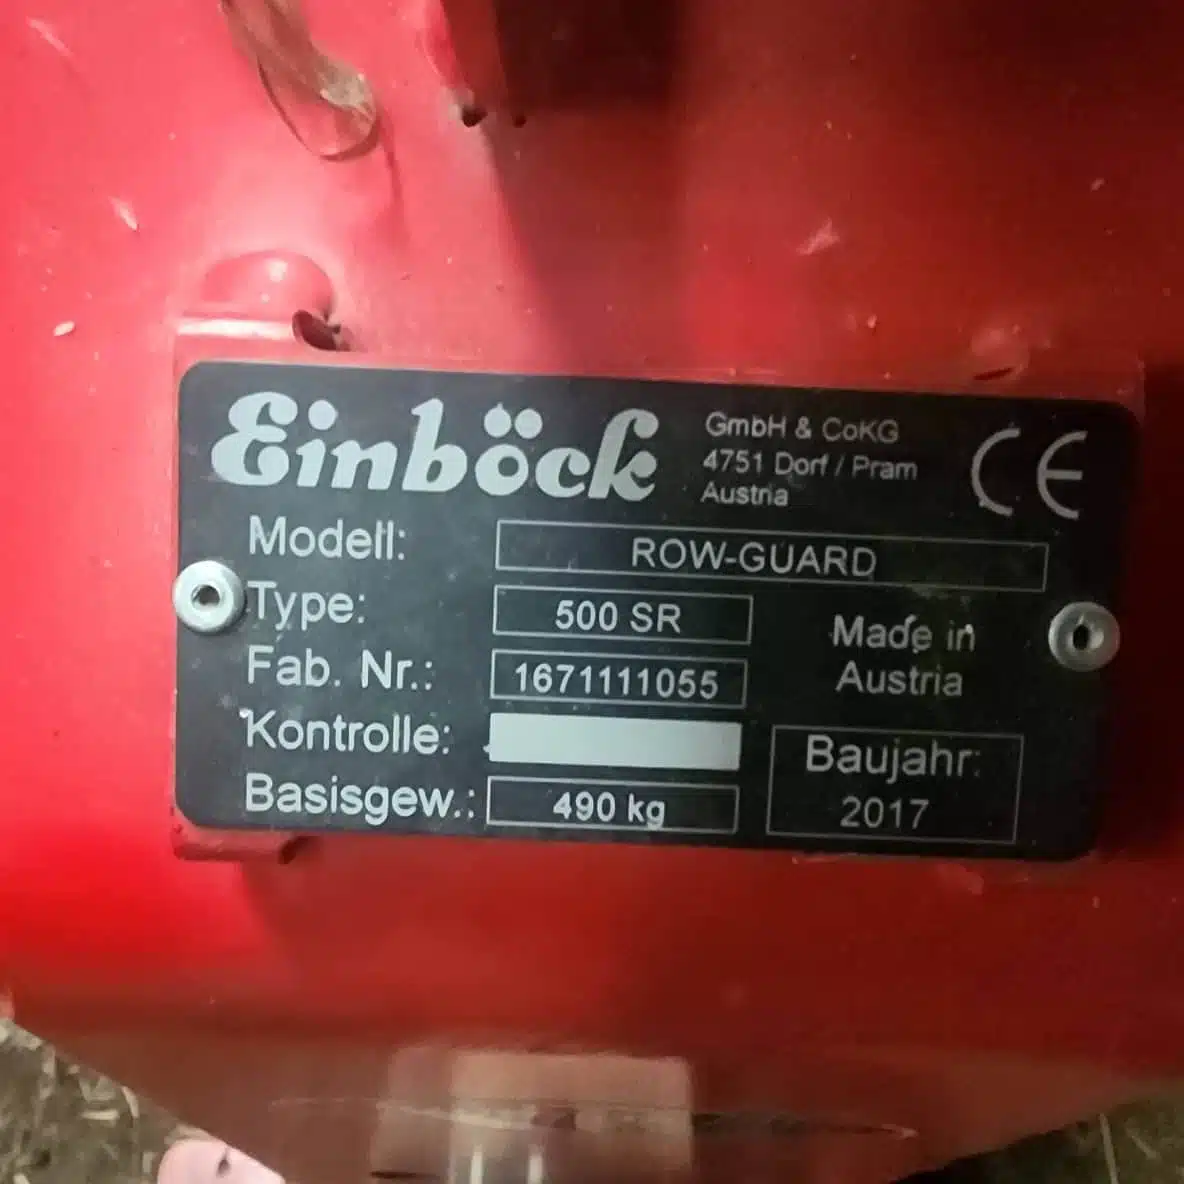 Einböck
GmbH & CoKG
4751 Dorf / Pram
Austria
CE
Modell: ROW-GUARD
Type: 500 SR
Fab. Nr.: 1671111055
Made in
Austria
Kontrolle:
Basisgew.: 490 kg
Baujahr:
2017